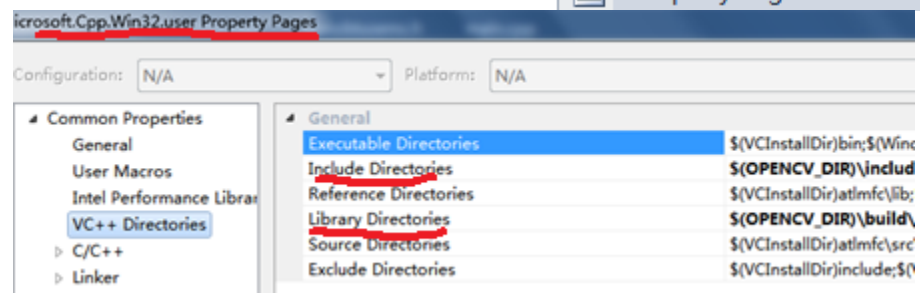 icrosoft.Cpp.Win32.user Property Pages
Configuration: N/A Platform: N/A
Common Properties
General
User Macros
Intel Performance Librar
VC++ Directories
C/C++
Linker
General
Executable Directories $(VCInstallDir)bin;$(Wind
Include Directories $(OPENCV_DIR)\includ
Reference Directories $(VCInstallDir)atlmfc\lib;
Library Directories $(OPENCV_DIR)\build\
Source Directories $(VCInstallDir)atlmfc\src
Exclude Directories $(VCInstallDir)include;$(